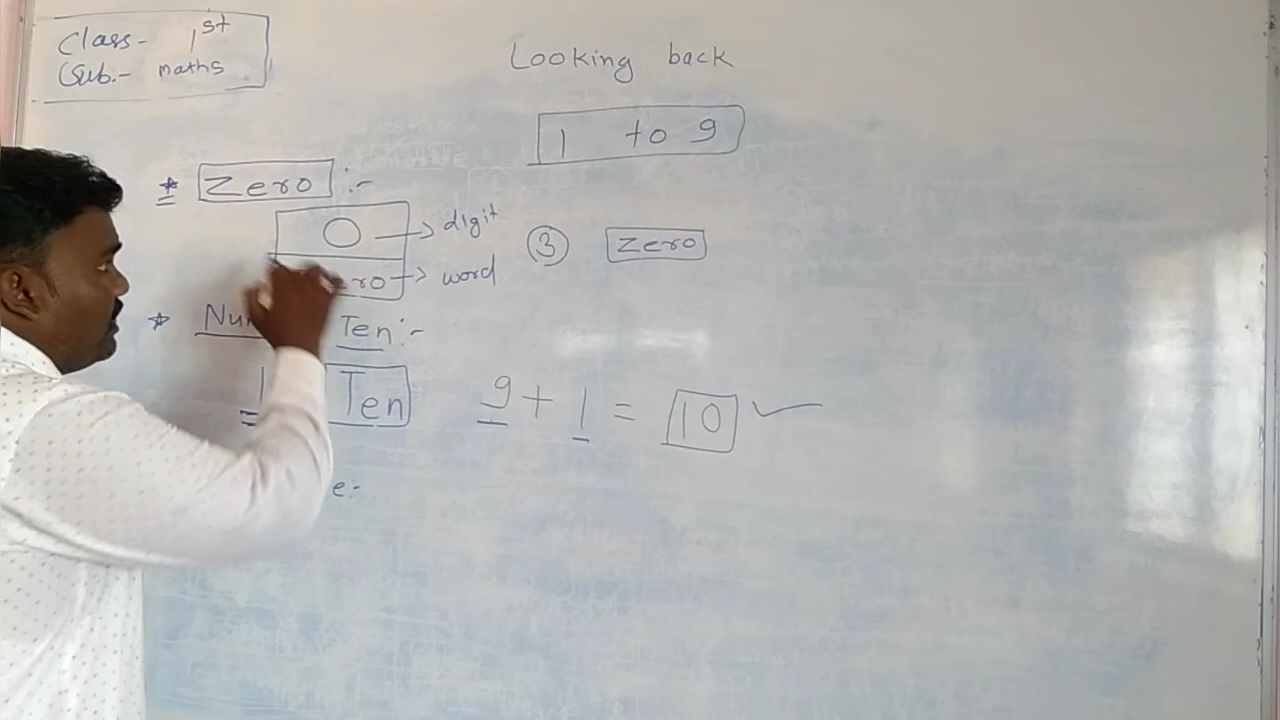 Class- 1st
Sub:- maths
Looking back
1 to 9
* Zero :-
0 → digit
→ word
③ Zero
* Ten:-
Ten
9 + 1 = 10 ✓